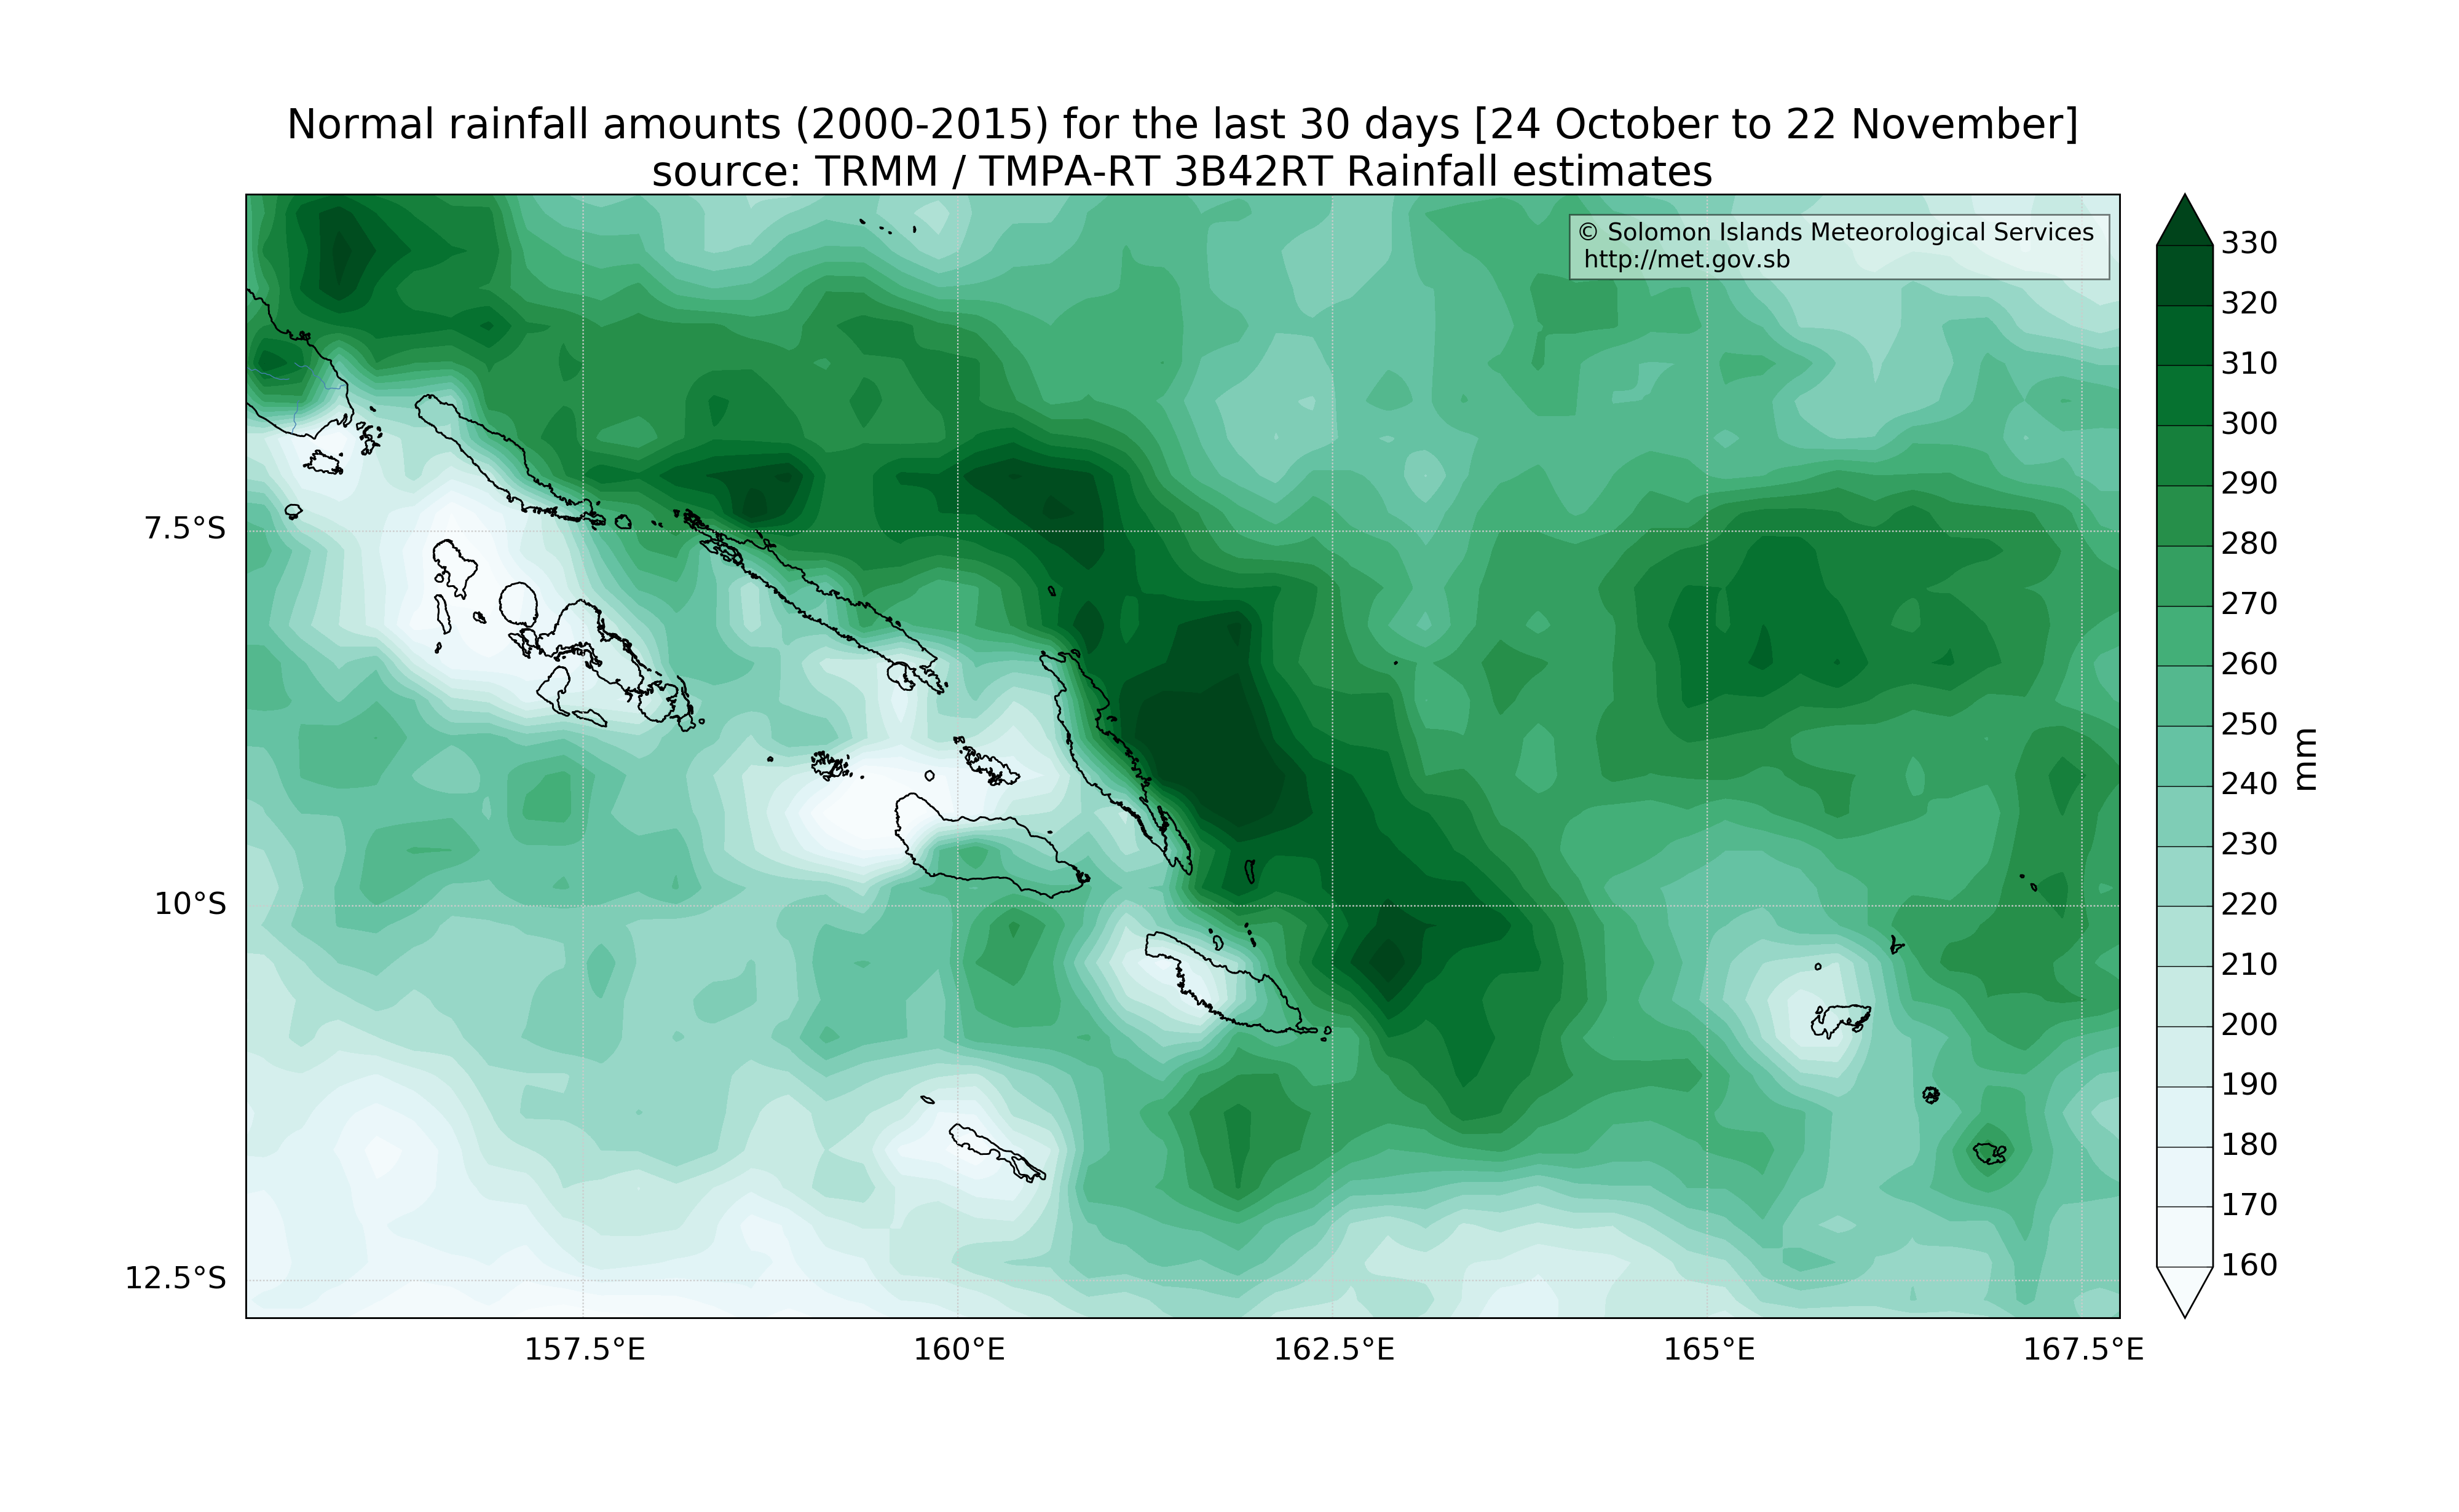 Normal rainfall amounts (2000-2015) for the last 30 days [24 October to 22 November]
source: TRMM / TMPA-RT 3B42RT Rainfall estimates
© Solomon Islands Meteorological Services
http://met.gov.sb
7.5°S
10°S
12.5°S
157.5°E
160°E
162.5°E
165°E
167.5°E
330
320
310
300
290
280
270
260
250
240
230
220
210
200
190
180
170
160
mm